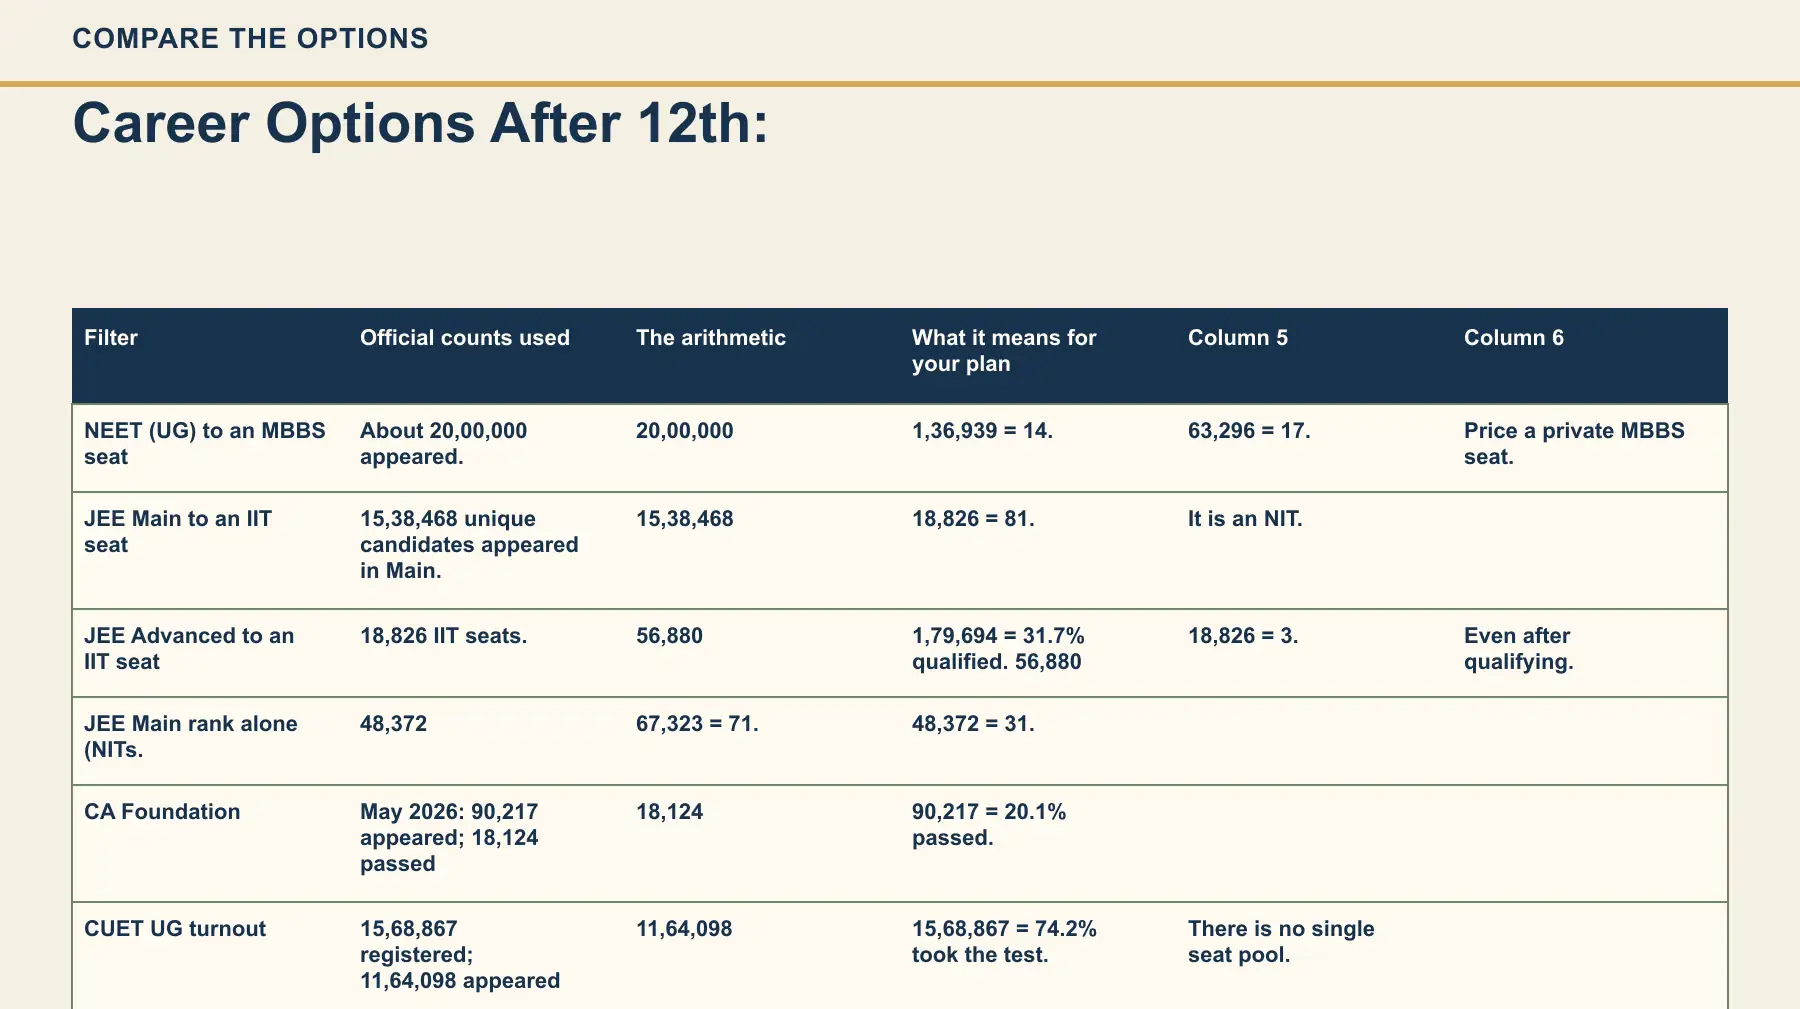 COMPARE THE OPTIONS
Career Options After 12th:
Filter
Official counts used
The arithmetic
What it means for
your plan
Column 5
Column 6
NEET (UG) to an MBBS
seat
About 20,00,000
appeared.
20,00,000
1,36,939 = 14.
63,296 = 17.
Price a private MBBS
seat.
JEE Main to an IIT
seat
15,38,468 unique
candidates appeared
in Main.
15,38,468
18,826 = 81.
It is an NIT.
JEE Advanced to an
IIT seat
18,826 IIT seats.
56,880
1,79,694 = 31.7%
qualified. 56,880
18,826 = 3.
Even after
qualifying.
JEE Main rank alone
(NITs.
48,372
67,323 = 71.
48,372 = 31.
CA Foundation
May 2026: 90,217
appeared; 18,124
passed
18,124
90,217 = 20.1%
passed.
CUET UG turnout
15,68,867
registered;
11,64,098 appeared
11,64,098
15,68,867 = 74.2%
took the test.
There is no single
seat pool.